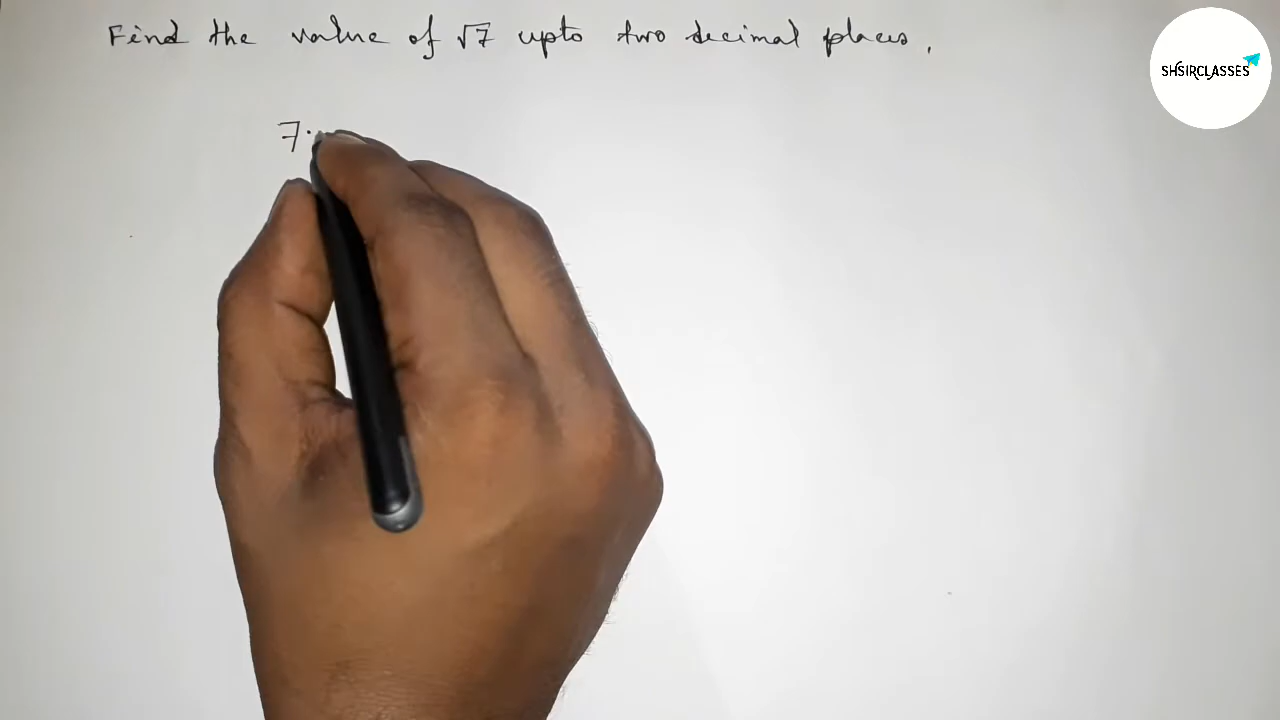 Find the value of √7 upto two decimal places.
SHSIRCLASSES
7.